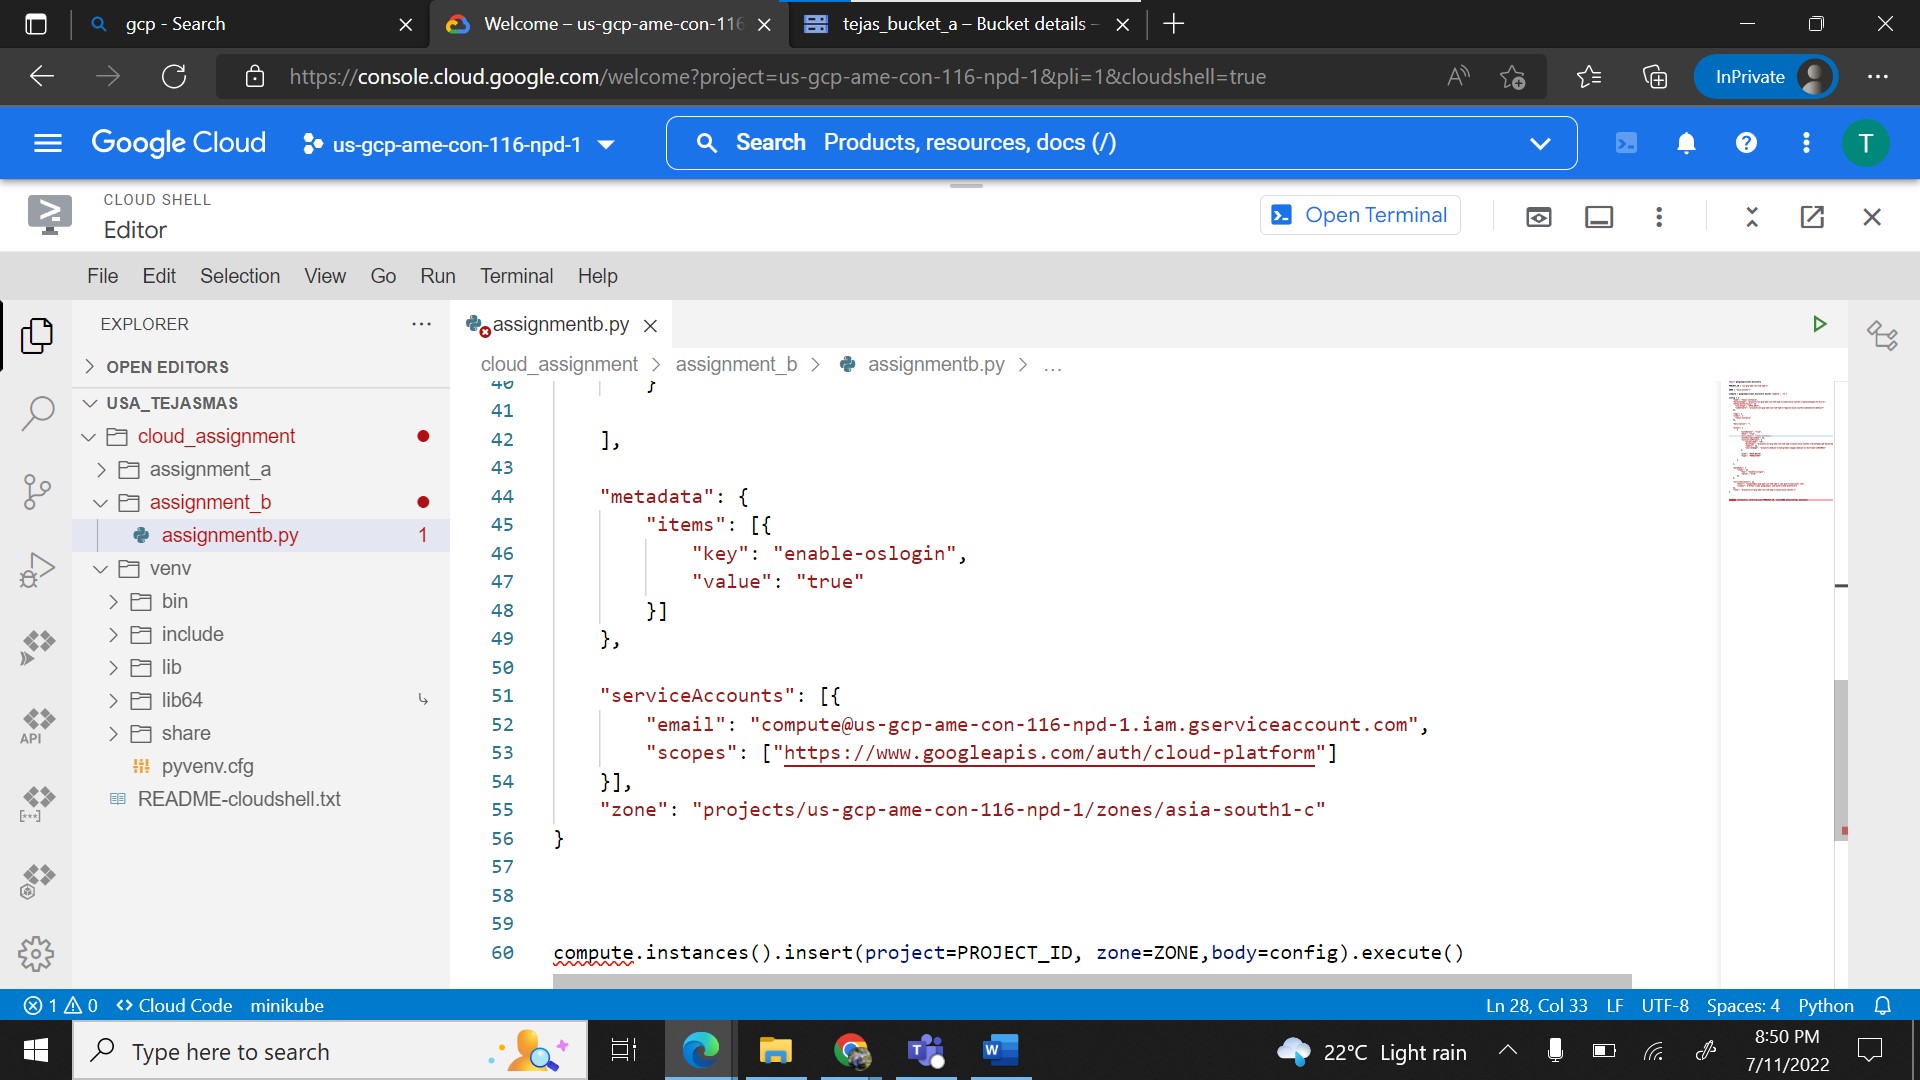 gcp - Search
Welcome – us-gcp-ame-con-116
tejas_bucket_a – Bucket details –
https://console.cloud.google.com/welcome?project=us-gcp-ame-con-116-npd-1&pli=1&cloudshell=true
InPrivate
Google Cloud
us-gcp-ame-con-116-npd-1
Search Products, resources, docs (/)
T
CLOUD SHELL
Editor
Open Terminal
File Edit Selection View Go Run Terminal Help
EXPLORER
OPEN EDITORS
USA_TEJASMAS
cloud_assignment
assignment_a
assignment_b
assignmentb.py 1
venv
bin
include
lib
lib64
share
pyvenv.cfg
README-cloudshell.txt
API
assignmentb.py
cloud_assignment > assignment_b > assignmentb.py > ...
40 }
41
42 ],
43
44 "metadata": {
45 "items": [{
46 "key": "enable-oslogin",
47 "value": "true"
48 }]
49 },
50
51 "serviceAccounts": [{
52 "email": "compute@us-gcp-ame-con-116-npd-1.iam.gserviceaccount.com",
53 "scopes": ["https://www.googleapis.com/auth/cloud-platform"]
54 }],
55 "zone": "projects/us-gcp-ame-con-116-npd-1/zones/asia-south1-c"
56 }
57
58
59
60 compute.instances().insert(project=PROJECT_ID, zone=ZONE,body=config).execute()
1 0 <> Cloud Code minikube
Ln 28, Col 33 LF UTF-8 Spaces: 4 Python
Type here to search
22°C Light rain
8:50 PM
7/11/2022